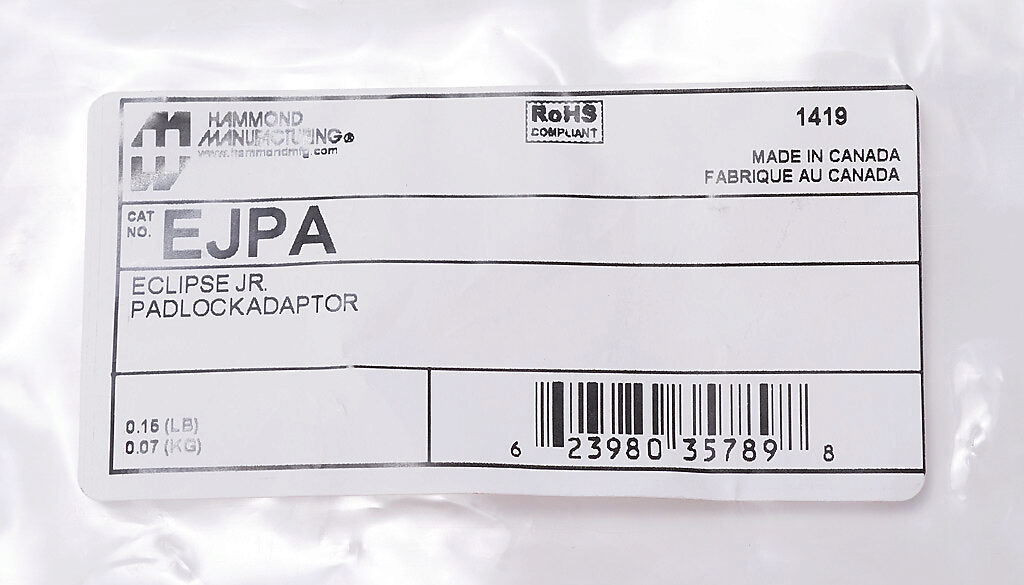 HAMMOND
MANUFACTURING®
www.hammondmfg.com
RoHS
COMPLIANT
1419
MADE IN CANADA
FABRIQUE AU CANADA
CAT
NO.
EJPA
ECLIPSE JR.
PADLOCKADAPTOR
0.15 (LB)
0.07 (KG)
6 23980 35789 8